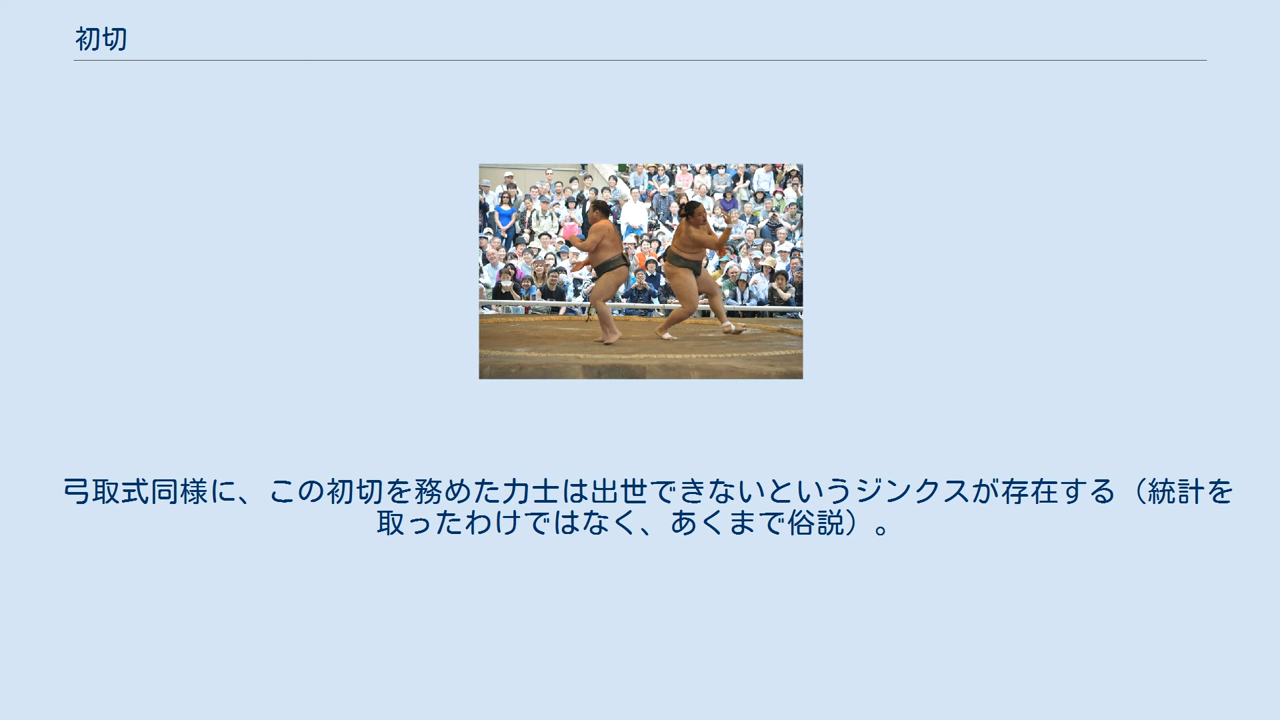 初切
弓取式同様に、この初切を務めた力士は出世できないというジンクスが存在する（統計を
取ったわけではなく、あくまで俗説）。